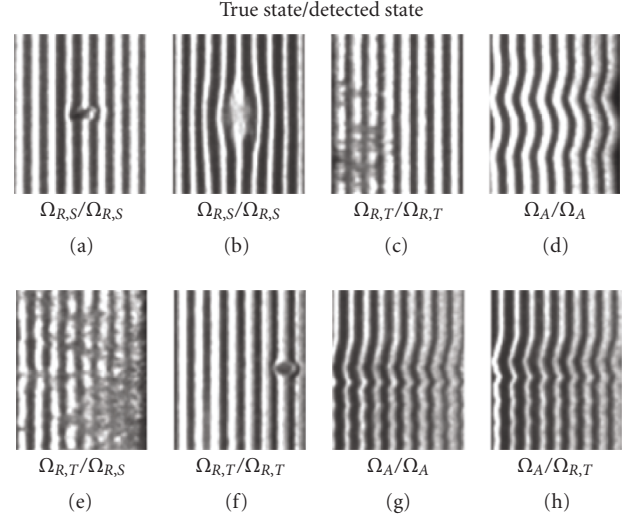 True state/detected state
Ω_{R,S}/Ω_{R,S} Ω_{R,S}/Ω_{R,S} Ω_{R,T}/Ω_{R,T} Ω_A/Ω_A
(a) (b) (c) (d)
Ω_{R,T}/Ω_{R,S} Ω_{R,T}/Ω_{R,T} Ω_A/Ω_A Ω_A/Ω_{R,T}
(e) (f) (g) (h)